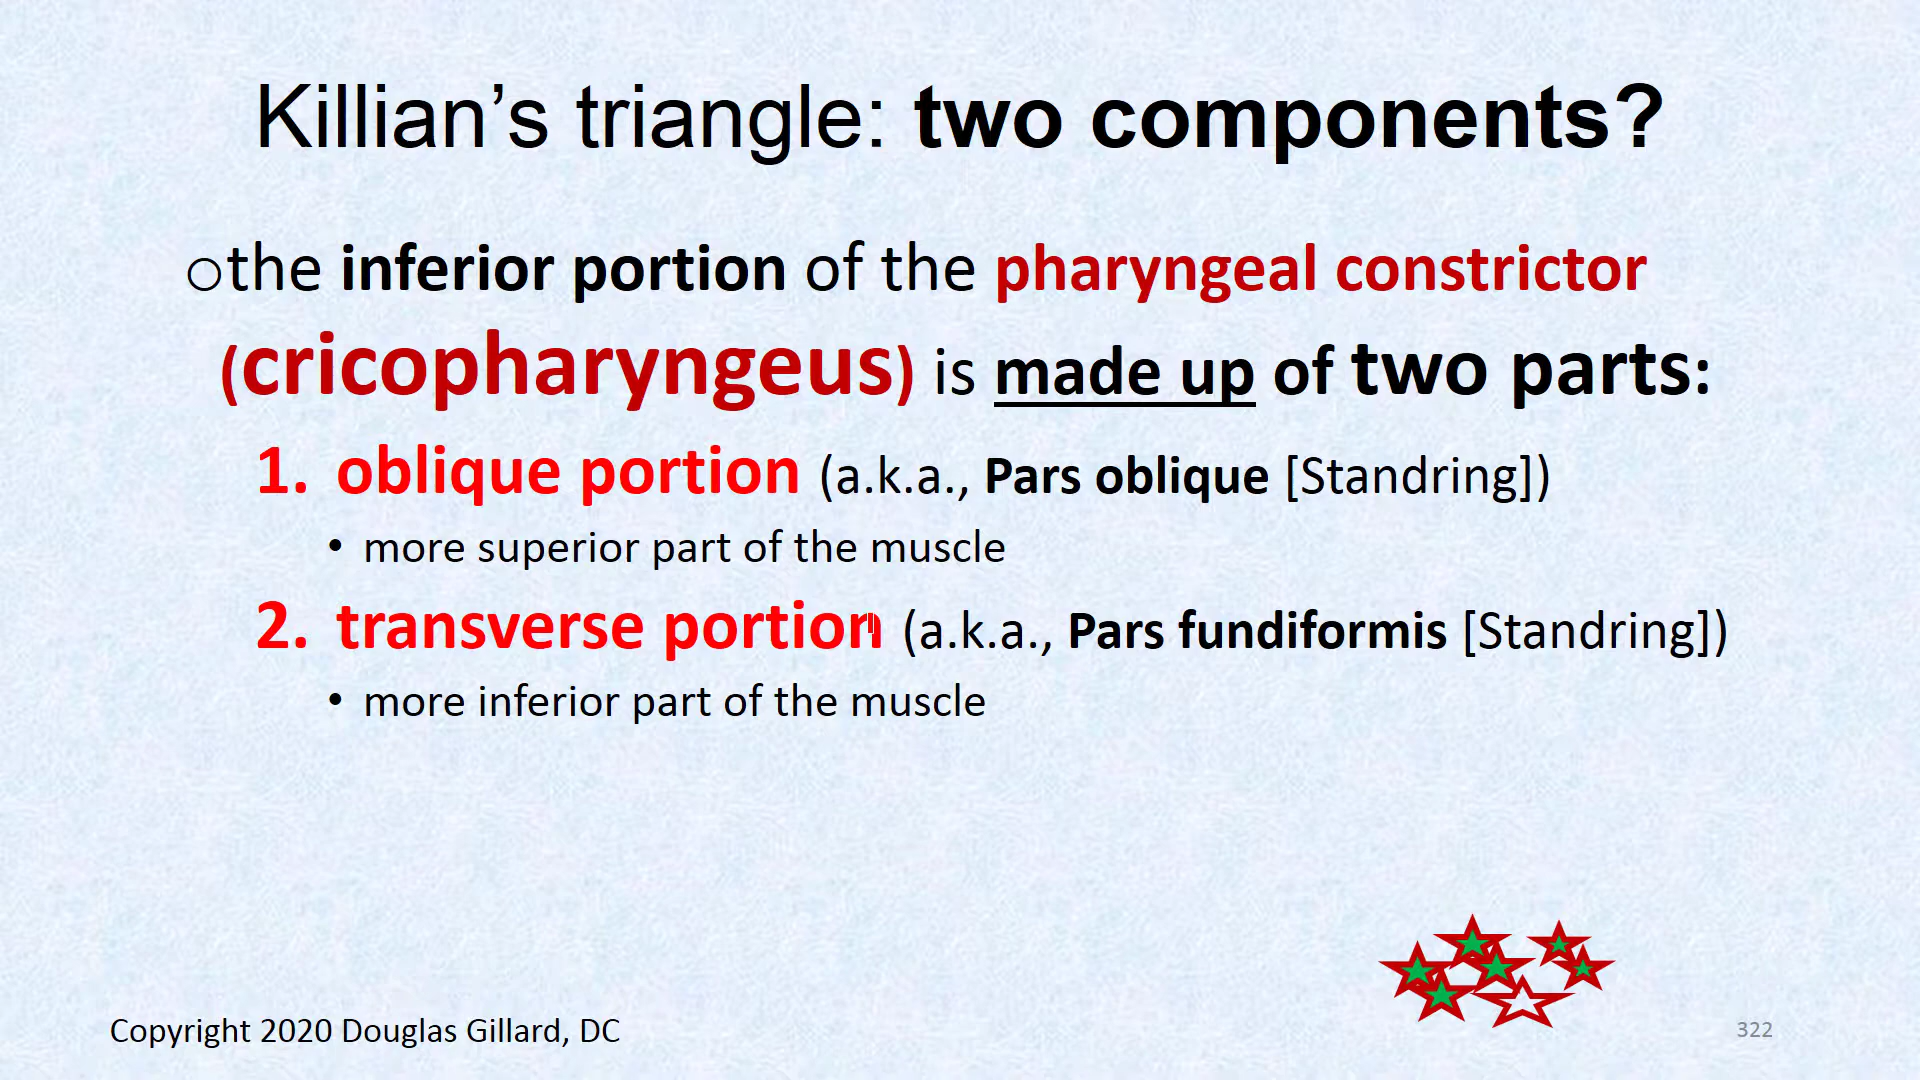 Killian’s triangle: two components?
the inferior portion of the pharyngeal constrictor
(cricopharyngeus) is made up of two parts:
1. oblique portion (a.k.a., Pars oblique [Standring])
• more superior part of the muscle
2. transverse portion (a.k.a., Pars fundiformis [Standring])
• more inferior part of the muscle
Copyright 2020 Douglas Gillard, DC
322